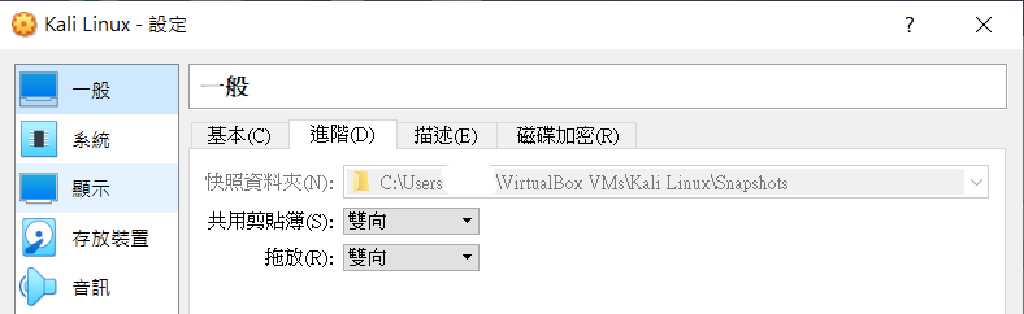 Kali Linux - 設定
?
一般
系統
顯示
存放裝置
音訊
一般
基本(C)
進階(D)
描述(E)
磁碟加密(R)
快照資料夾(N): C:\Users \VirtualBox VMs\Kali Linux\Snapshots
共用剪貼簿(S): 雙向
拖放(R): 雙向